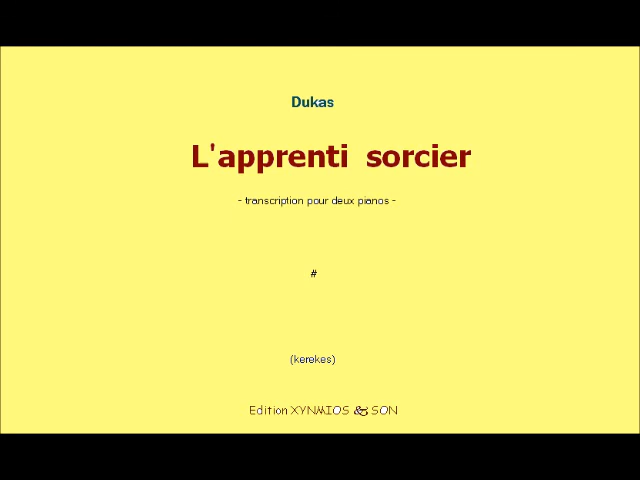 Dukas
L'apprenti sorcier
- transcription pour deux pianos -
#
(kerekes)
Edition XYNMIOS & SON